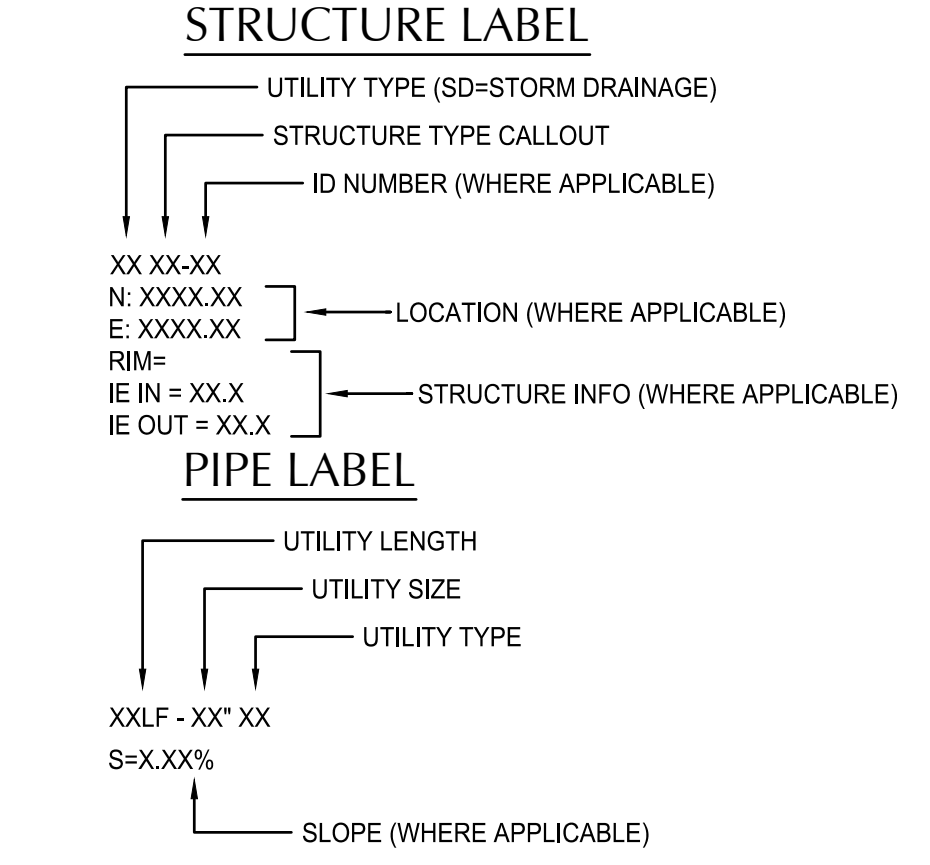 STRUCTURE LABEL
UTILITY TYPE (SD=STORM DRAINAGE)
STRUCTURE TYPE CALLOUT
ID NUMBER (WHERE APPLICABLE)
XX XX-XX
N: XXXX.XX
E: XXXX.XX
LOCATION (WHERE APPLICABLE)
RIM=
IE IN = XX.X
IE OUT = XX.X
STRUCTURE INFO (WHERE APPLICABLE)
PIPE LABEL
UTILITY LENGTH
UTILITY SIZE
UTILITY TYPE
XXLF - XX" XX
S=X.XX%
SLOPE (WHERE APPLICABLE)